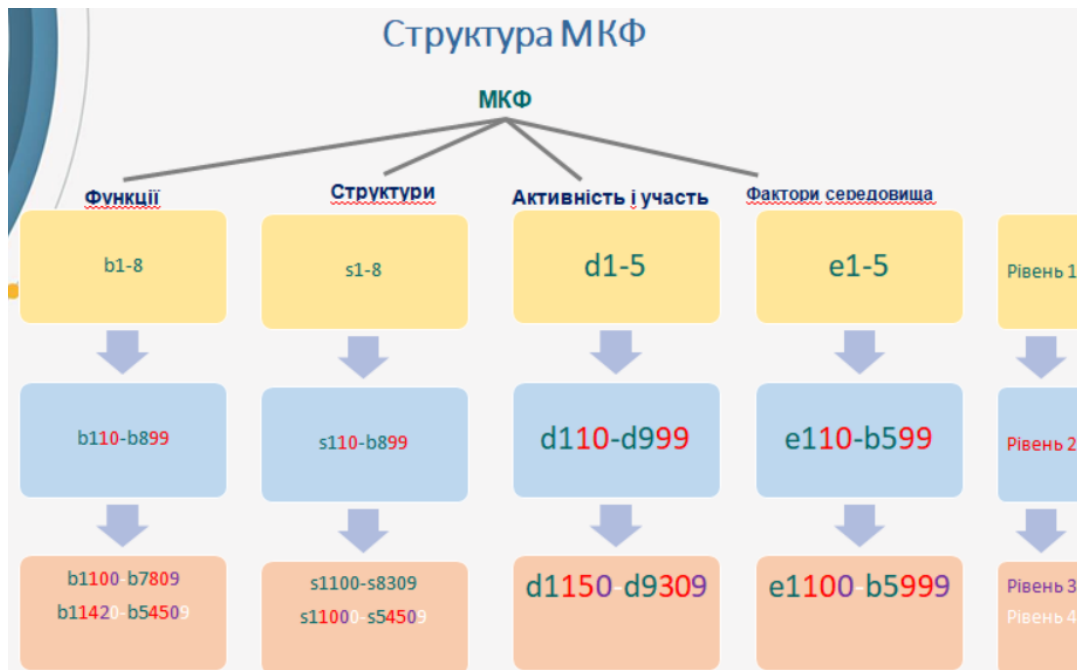 Структура МКФ
МКФ
Функції
Структури
Активність і участь
Фактори середовища
b1-8
s1-8
d1-5
e1-5
Рівень 1
b110-b899
s110-b899
d110-d999
e110-b599
Рівень 2
b1100-b7809
b11420-b54509
s1100-s8309
s11000-s54509
d1150-d9309
e1100-b5999
Рівень 3
Рівень 4